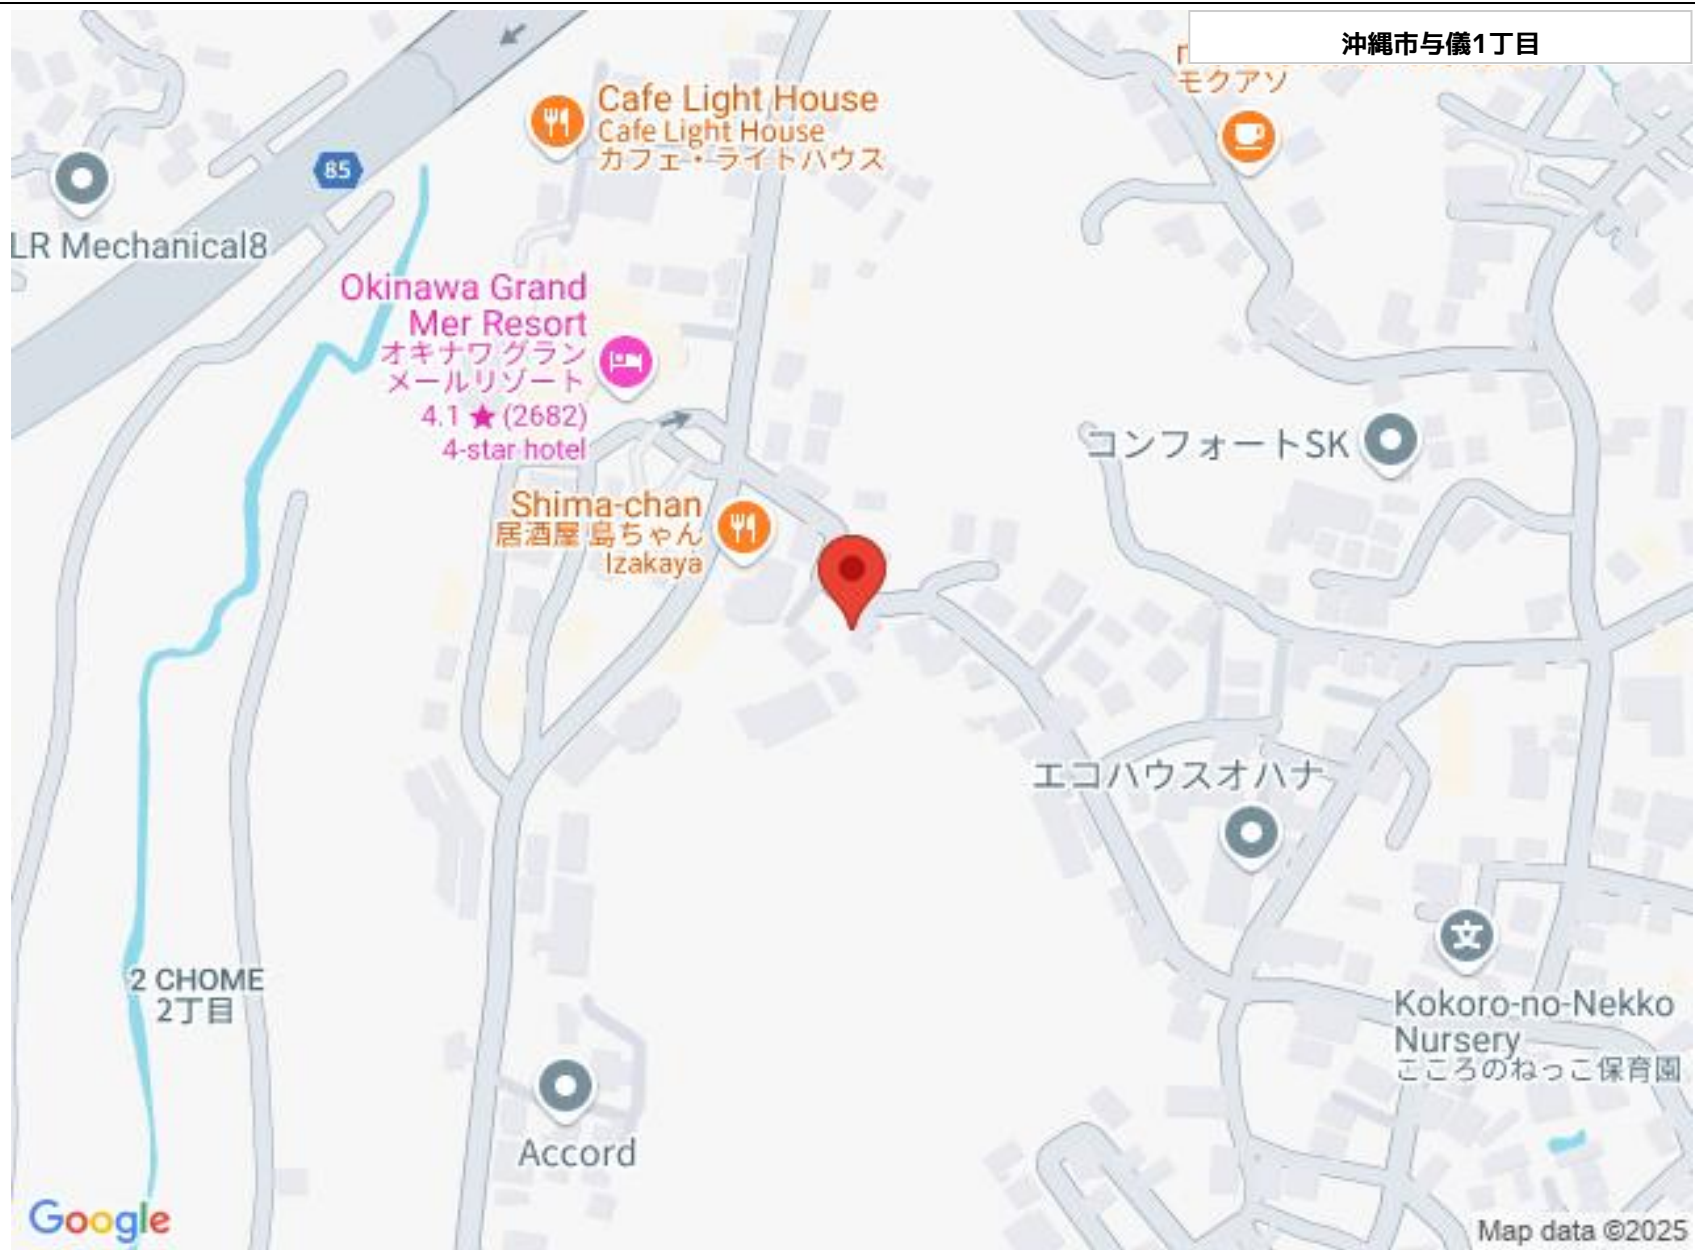 沖縄市与儀1丁目
モクアソ
Cafe Light House
Cafe Light House
カフェ・ライトハウス
85
LR Mechanical8
Okinawa Grand
Mer Resort
オキナワ グラン
メールリゾート
4.1 ★ (2682)
4-star hotel
コンフォートSK
Shima-chan
居酒屋 島ちゃん
Izakaya
エコハウスオハナ
文
2 CHOME
2丁目
Kokoro-no-Nekko
Nursery
こころのねっこ保育園
Accord
Google
Map data ©2025